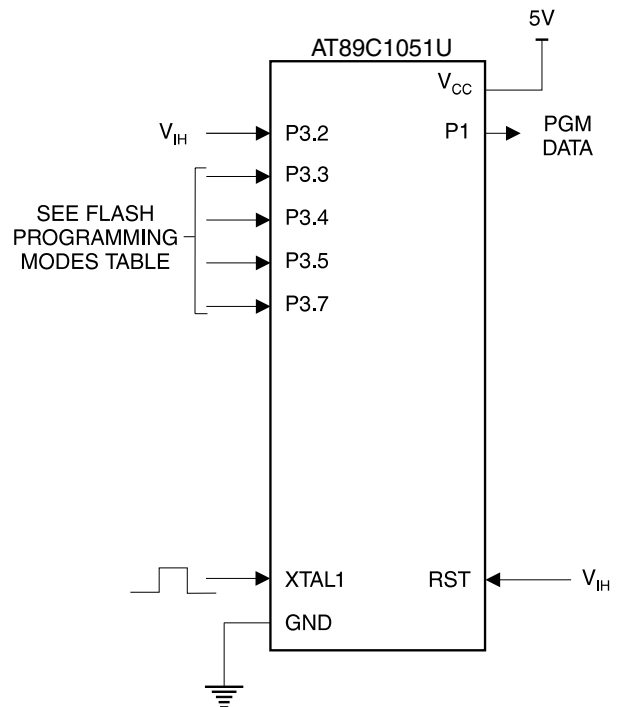 5V
AT89C1051U
VCC
VIH
P3.2
P1
PGM
DATA
P3.3
SEE FLASH
PROGRAMMING
MODES TABLE
P3.4
P3.5
P3.7
XTAL1
RST
VIH
GND